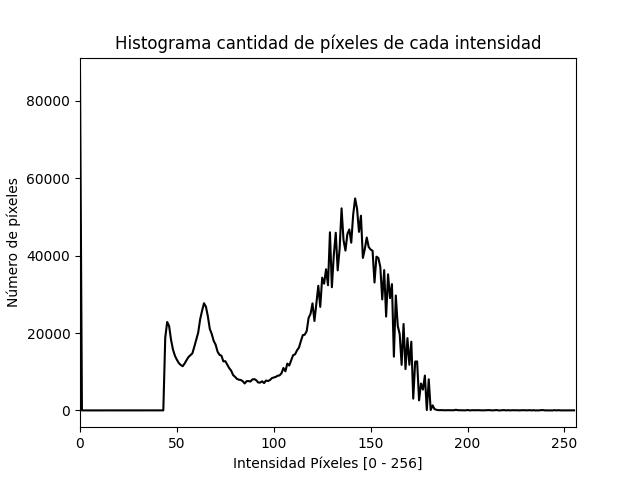 Histograma cantidad de píxeles de cada intensidad
Número de píxeles
80000
60000
40000
20000
0
0 50 100 150 200 250
Intensidad Píxeles [0 - 256]